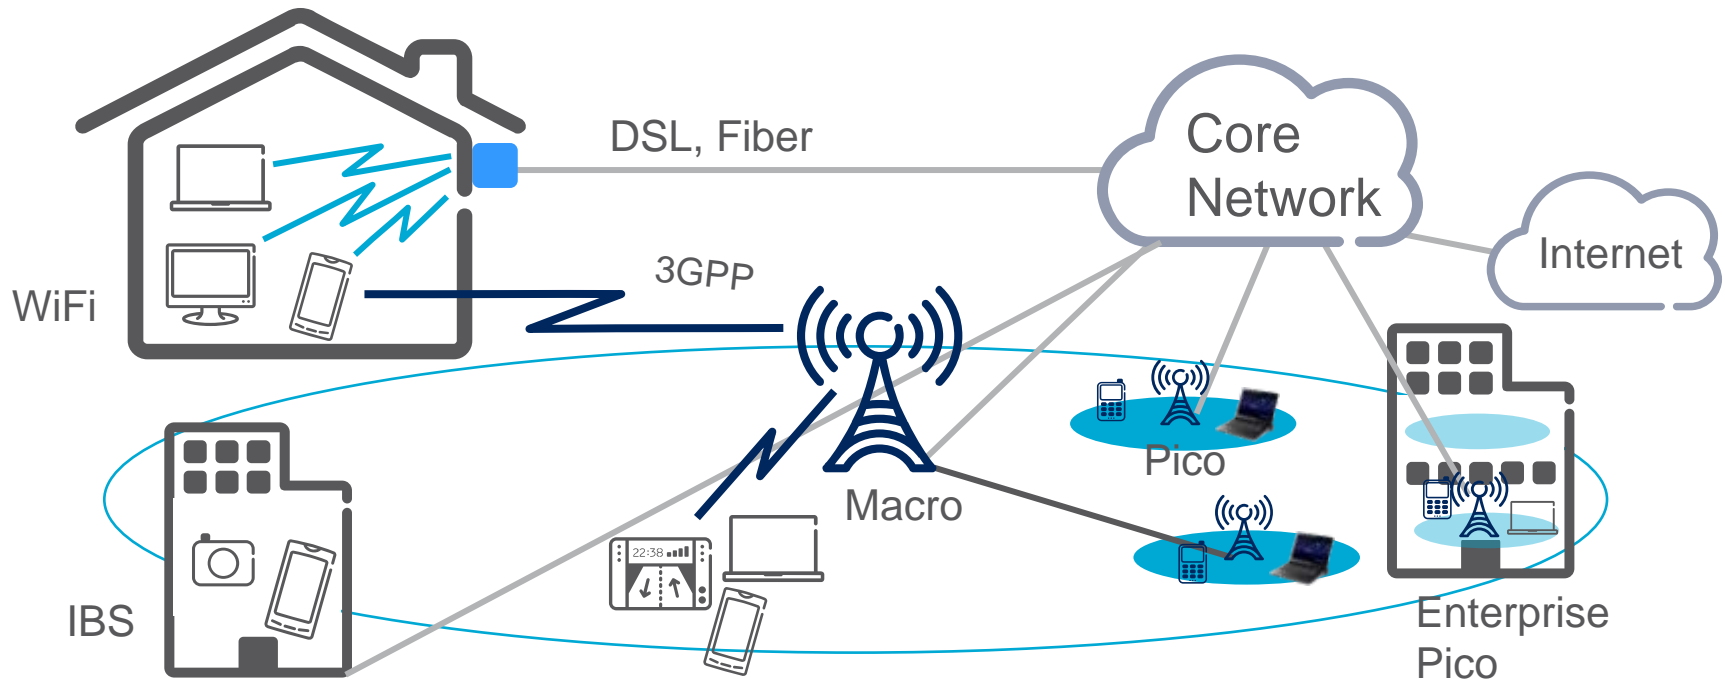 DSL, Fiber
Core
Network
Internet
3GPP
WiFi
Pico
Macro
22:38
IBS
Enterprise
Pico